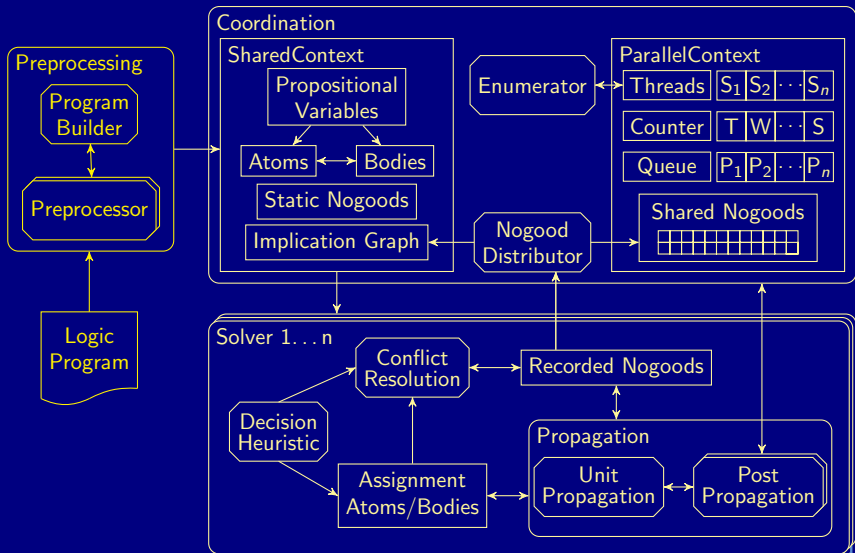 Coordination
Preprocessing
Program
Builder
Preprocessor
Logic
Program
SharedContext
Propositional
Variables
Atoms
Bodies
Static Nogoods
Implication Graph
Enumerator
Nogood
Distributor
ParallelContext
Threads S₁ S₂ ... Sₙ
Counter T W ... S
Queue P₁ P₂ ... Pₙ
Shared Nogoods
Solver 1...n
Conflict
Resolution
Recorded Nogoods
Decision
Heuristic
Assignment
Atoms/Bodies
Propagation
Unit
Propagation
Post
Propagation